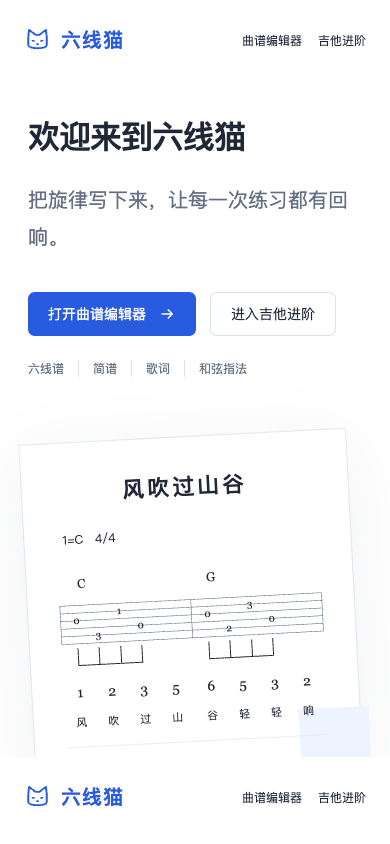 六线猫
曲谱编辑器 吉他进阶
欢迎来到六线猫
把旋律写下来，让每一次练习都有回
响。
打开曲谱编辑器 → 进入吉他进阶
六线谱 简谱 歌词 和弦指法
风吹过山谷
1=C 4/4
C G
0 3 1 0 0 2 3 0
1 2 3 5 6 5 3 2
风 吹 过 山 谷 轻 轻 响
六线猫
曲谱编辑器 吉他进阶